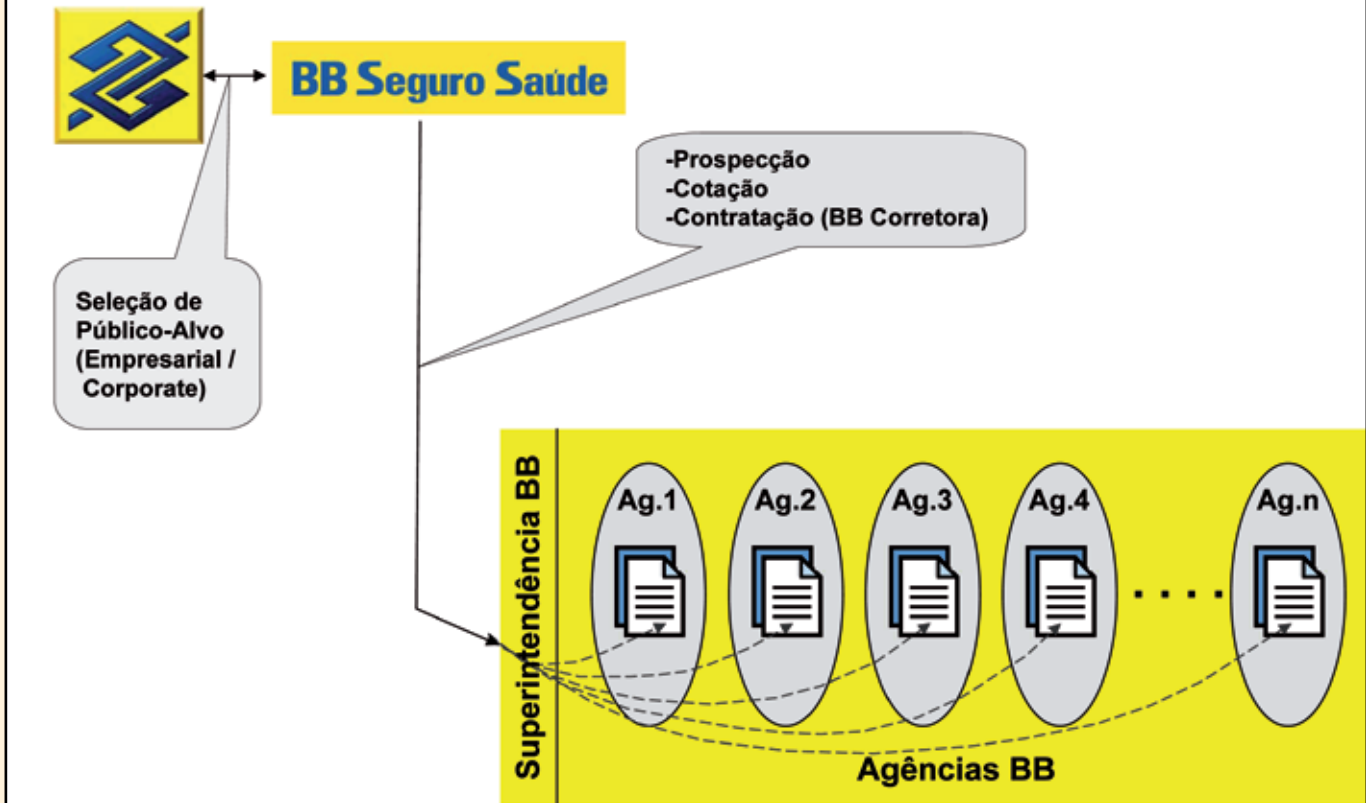 BB Seguro Saúde
-Prospecção
-Cotação
-Contratação (BB Corretora)
Seleção de
Público-Alvo
(Empresarial /
Corporate)
Superintendência BB
Ag.1
Ag.2
Ag.3
Ag.4
Ag.n
Agências BB